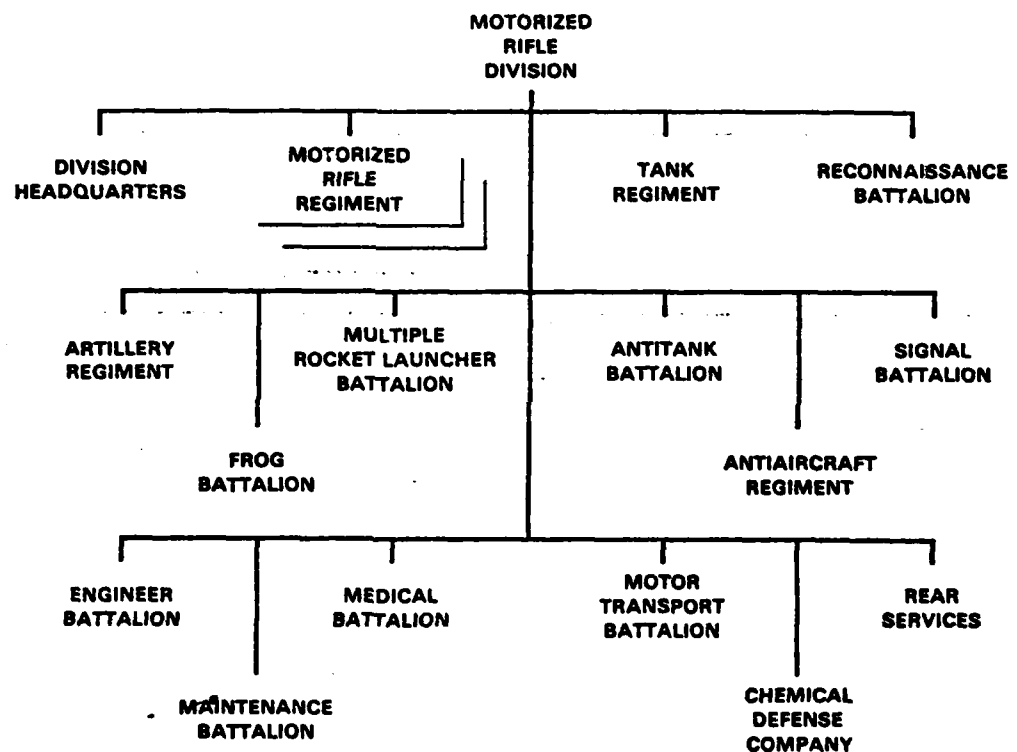 MOTORIZED
RIFLE
DIVISION
DIVISION
HEADQUARTERS
MOTORIZED
RIFLE
REGIMENT
TANK
REGIMENT
RECONNAISSANCE
BATTALION
ARTILLERY
REGIMENT
MULTIPLE
ROCKET LAUNCHER
BATTALION
ANTITANK
BATTALION
SIGNAL
BATTALION
FROG
BATTALION
ANTIAIRCRAFT
REGIMENT
ENGINEER
BATTALION
MEDICAL
BATTALION
MOTOR
TRANSPORT
BATTALION
REAR
SERVICES
MAINTENANCE
BATTALION
CHEMICAL
DEFENSE
COMPANY